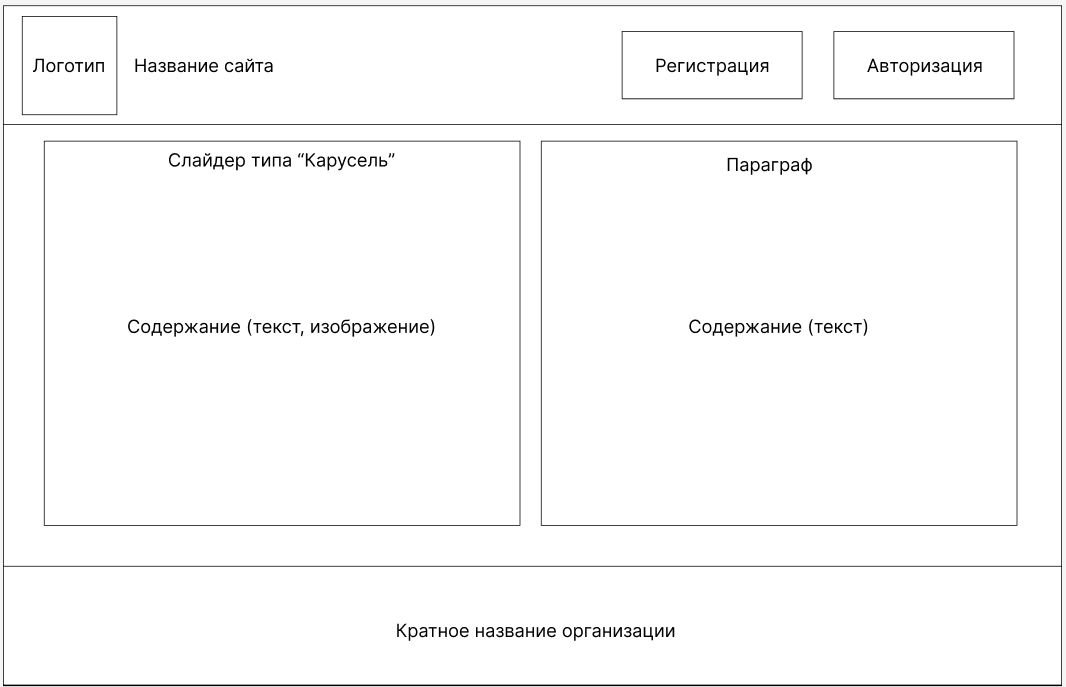 Логотип
Название сайта
Регистрация
Авторизация
Слайдер типа “Карусель”
Параграф
Содержание (текст, изображение)
Содержание (текст)
Кратное название организации